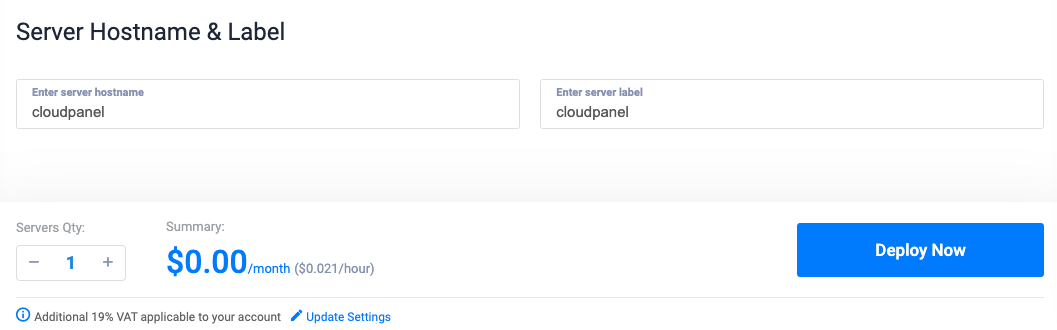 Server Hostname & Label
Enter server hostname
cloudpanel
Enter server label
cloudpanel
Servers Qty:
− 1 +
Summary:
$0.00/month ($0.021/hour)
Deploy Now
Additional 19% VAT applicable to your account Update Settings